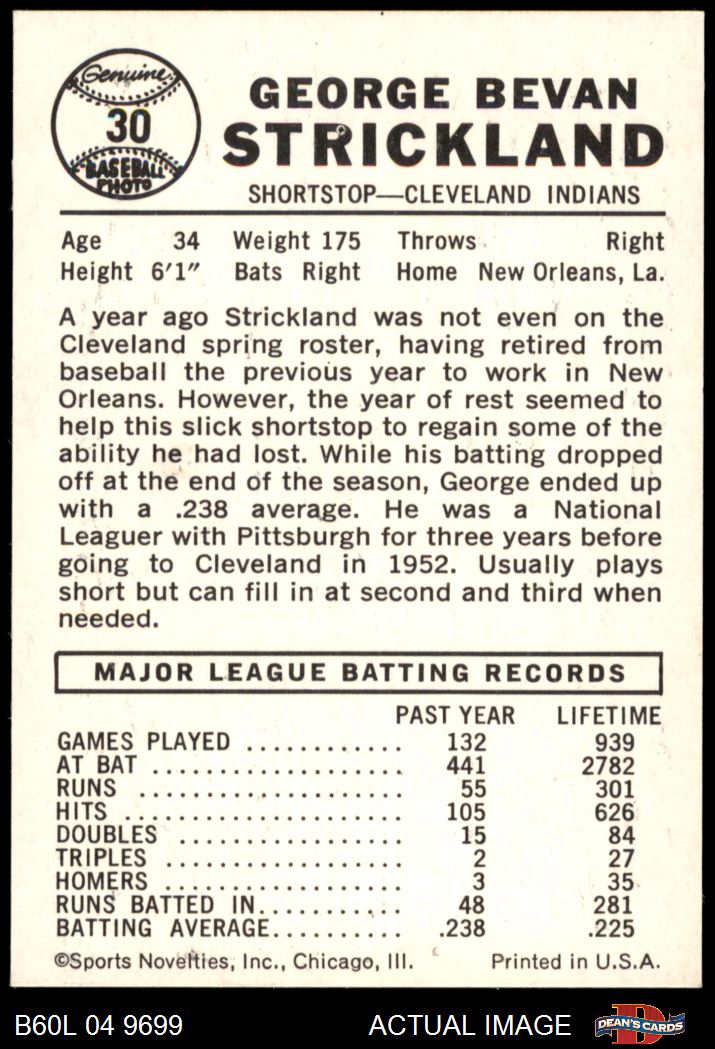 Genuine
30
BASEBALL
PHOTO
GEORGE BEVAN
STRICKLAND
SHORTSTOP—CLEVELAND INDIANS
Age 34 Weight 175 Throws Right
Height 6'1" Bats Right Home New Orleans, La.
A year ago Strickland was not even on the
Cleveland spring roster, having retired from
baseball the previous year to work in New
Orleans. However, the year of rest seemed to
help this slick shortstop to regain some of the
ability he had lost. While his batting dropped
off at the end of the season, George ended up
with a .238 average. He was a National
Leaguer with Pittsburgh for three years before
going to Cleveland in 1952. Usually plays
short but can fill in at second and third when
needed.
MAJOR LEAGUE BATTING RECORDS
PAST YEAR LIFETIME
GAMES PLAYED ............ 132 939
AT BAT ..................... 441 2782
RUNS ...................... 55 301
HITS ....................... 105 626
DOUBLES .................. 15 84
TRIPLES ................... 2 27
HOMERS ................... 3 35
RUNS BATTED IN........... 48 281
BATTING AVERAGE.......... .238 .225
©Sports Novelties, Inc., Chicago, Ill. Printed in U.S.A.
B60L 04 9699 ACTUAL IMAGE D DEAN'S CARDS